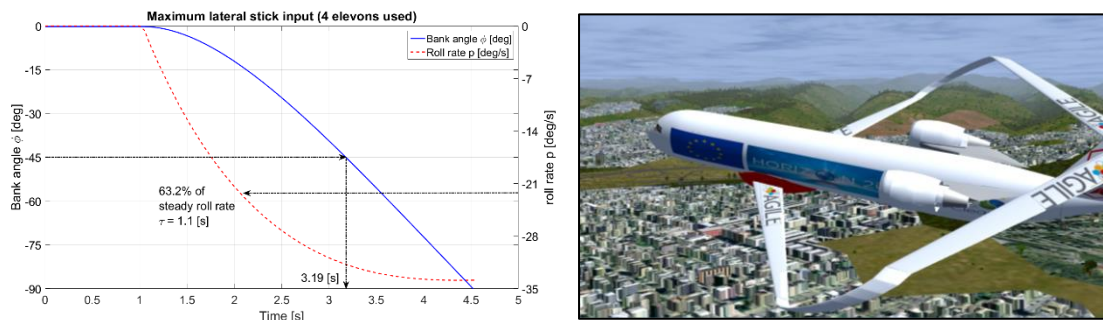 Maximum lateral stick input (4 elevons used)
Bank angle ϕ [deg]
Roll rate p [deg/s]
0
-15
-30
-45
-60
-75
-90
Bank angle ϕ [deg]
0
-7
-14
-21
-28
-35
roll rate p [deg/s]
63.2% of
steady roll rate
τ = 1.1 [s]
3.19 [s]
0
0.5
1
1.5
2
2.5
3
3.5
4
4.5
5
Time [s]
AGILE
AGILE
AGILE